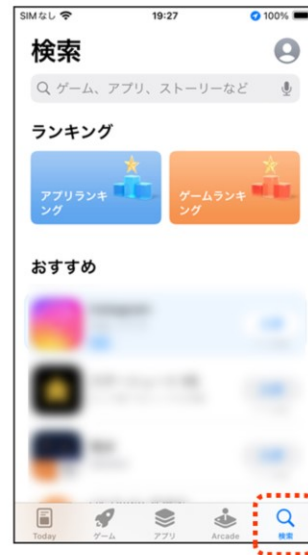 SIMなし
19:27
100%
検索
ゲーム、アプリ、ストーリーなど
ランキング
アプリランキ
ング
ゲームランキ
ング
おすすめ
Today
ゲーム
アプリ
Arcade
検索